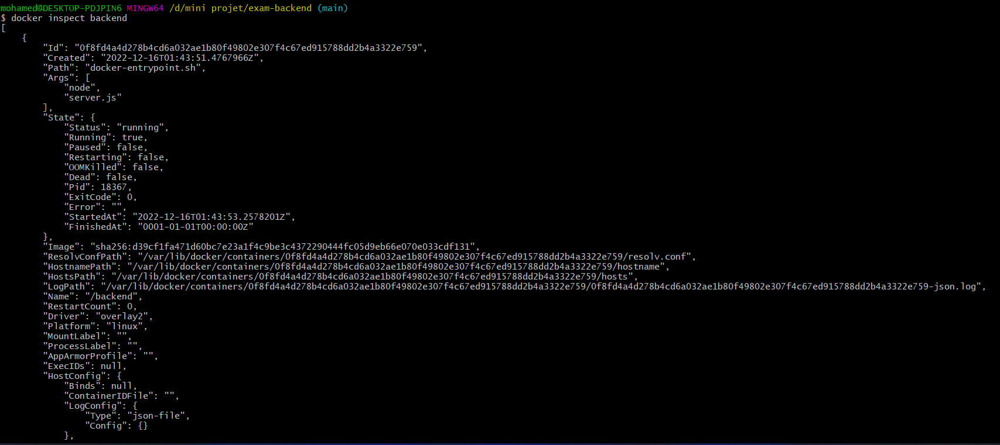 mohamed@DESKTOP-PDJPIN6 MINGW64 /d/mini projet/exam-backend (main)
$ docker inspect backend
[
    {
        "Id": "0f8fd4a4d278b4cd6a032ae1b80f49802e307f4c67ed915788dd2b4a3322e759",
        "Created": "2022-12-16T01:43:51.4767966Z",
        "Path": "docker-entrypoint.sh",
        "Args": [
            "node",
            "server.js"
        ],
        "State": {
            "Status": "running",
            "Running": true,
            "Paused": false,
            "Restarting": false,
            "OOMKilled": false,
            "Dead": false,
            "Pid": 18367,
            "ExitCode": 0,
            "Error": "",
            "StartedAt": "2022-12-16T01:43:53.2578201Z",
            "FinishedAt": "0001-01-01T00:00:00Z"
        },
        "Image": "sha256:d39cf1fa471d60bc7e23a1f4c9be3c4372290444fc05d9eb66e070e033cdf131",
        "ResolvConfPath": "/var/lib/docker/containers/0f8fd4a4d278b4cd6a032ae1b80f49802e307f4c67ed915788dd2b4a3322e759/resolv.conf",
        "HostnamePath": "/var/lib/docker/containers/0f8fd4a4d278b4cd6a032ae1b80f49802e307f4c67ed915788dd2b4a3322e759/hostname",
        "HostsPath": "/var/lib/docker/containers/0f8fd4a4d278b4cd6a032ae1b80f49802e307f4c67ed915788dd2b4a3322e759/hosts",
        "LogPath": "/var/lib/docker/containers/0f8fd4a4d278b4cd6a032ae1b80f49802e307f4c67ed915788dd2b4a3322e759/0f8fd4a4d278b4cd6a032ae1b80f49802e307f4c67ed915788dd2b4a3322e759-json.log",
        "Name": "/backend",
        "RestartCount": 0,
        "Driver": "overlay2",
        "Platform": "linux",
        "MountLabel": "",
        "ProcessLabel": "",
        "AppArmorProfile": "",
        "ExecIDs": null,
        "HostConfig": {
            "Binds": null,
            "ContainerIDFile": "",
            "LogConfig": {
                "Type": "json-file",
                "Config": {}
            },